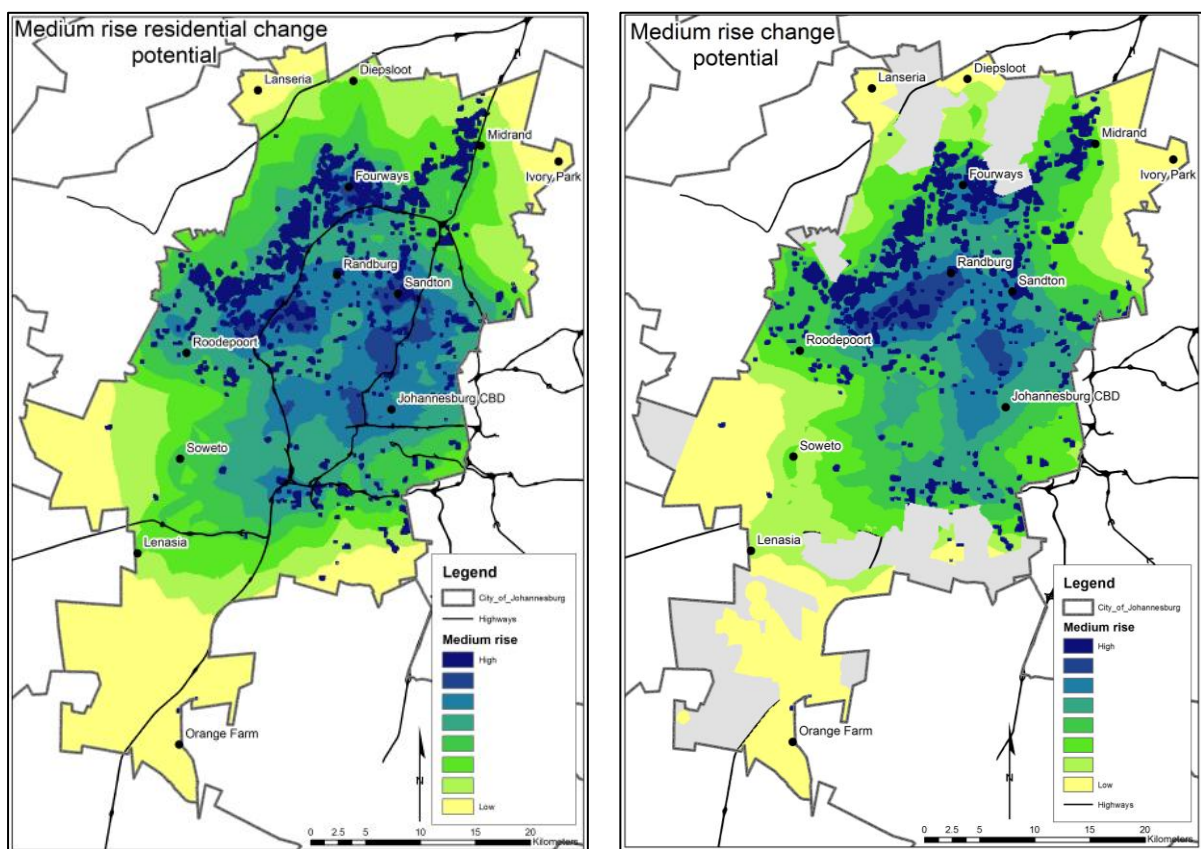 Medium rise residential change
potential
Lanseria
Diepsloot
Midrand
Ivory Park
Fourways
Randburg
Sandton
Roodepoort
Johannesburg CBD
Soweto
Lenasia
Orange Farm
Legend
City_of_Johannesburg
Highways
Medium rise
High
Low
N
0 2.5 5 10 15 20
Kilometers
Medium rise change
potential
Lanseria
Diepsloot
Midrand
Ivory Park
Fourways
Randburg
Sandton
Roodepoort
Johannesburg CBD
Soweto
Lenasia
Orange Farm
Legend
City_of_Johannesburg
Medium rise
High
Low
Highways
N
0 2.5 5 10 15 20
Kilometers